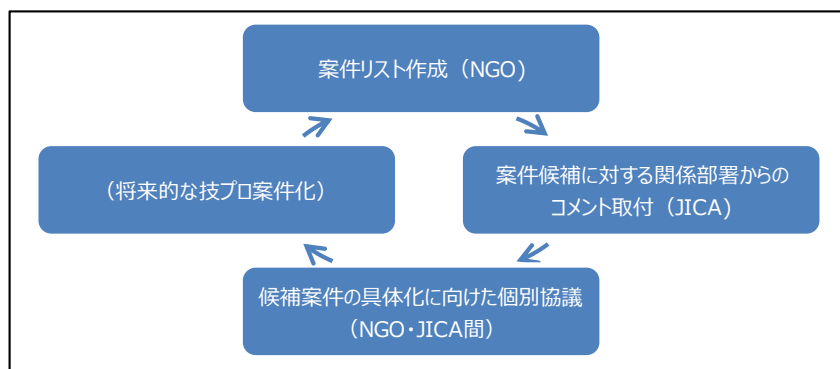 案件リスト作成（NGO）
（将来的な技プロ案件化）
案件候補に対する関係部署からの
コメント取付（JICA）
候補案件の具体化に向けた個別協議
（NGO・JICA間）